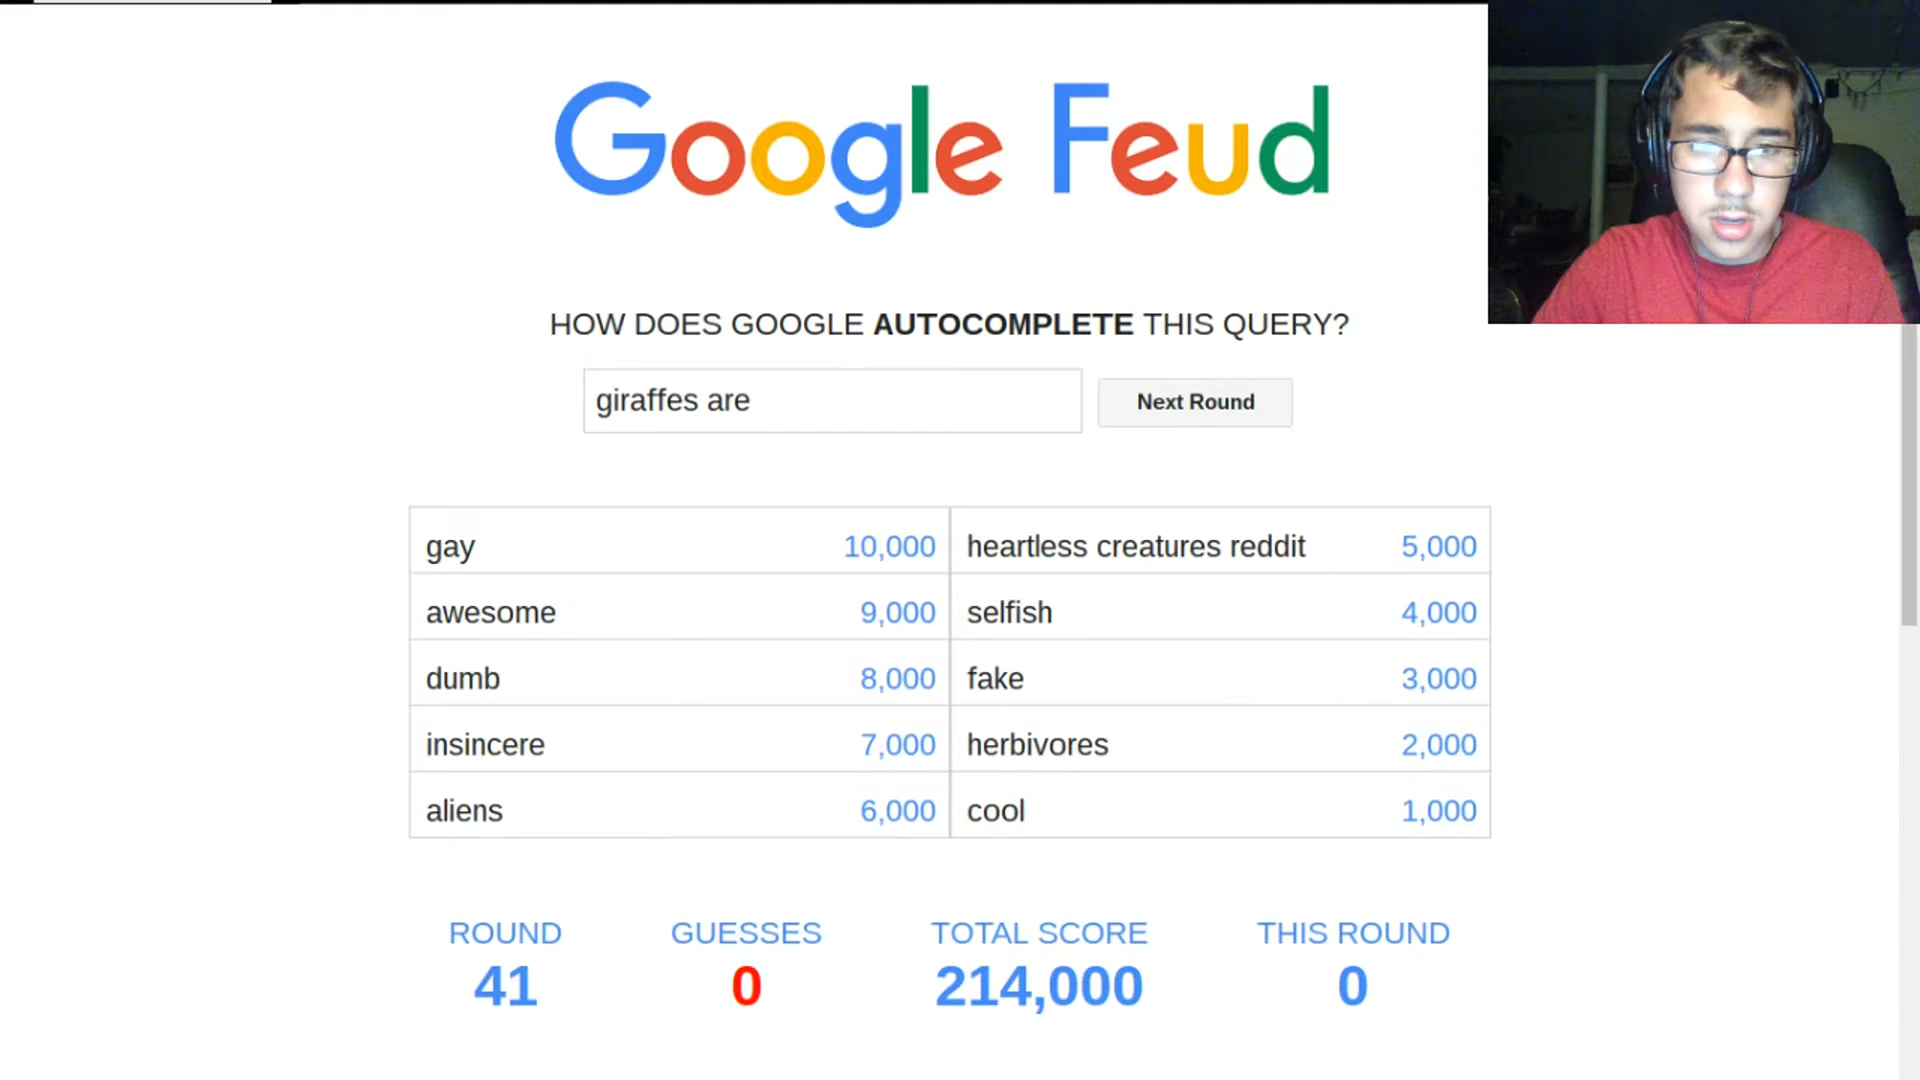 Google Feud
HOW DOES GOOGLE AUTOCOMPLETE THIS QUERY?
giraffes are
Next Round
gay 10,000
heartless creatures reddit 5,000
awesome 9,000
selfish 4,000
dumb 8,000
fake 3,000
insincere 7,000
herbivores 2,000
aliens 6,000
cool 1,000
ROUND GUESSES TOTAL SCORE THIS ROUND
41 0 214,000 0